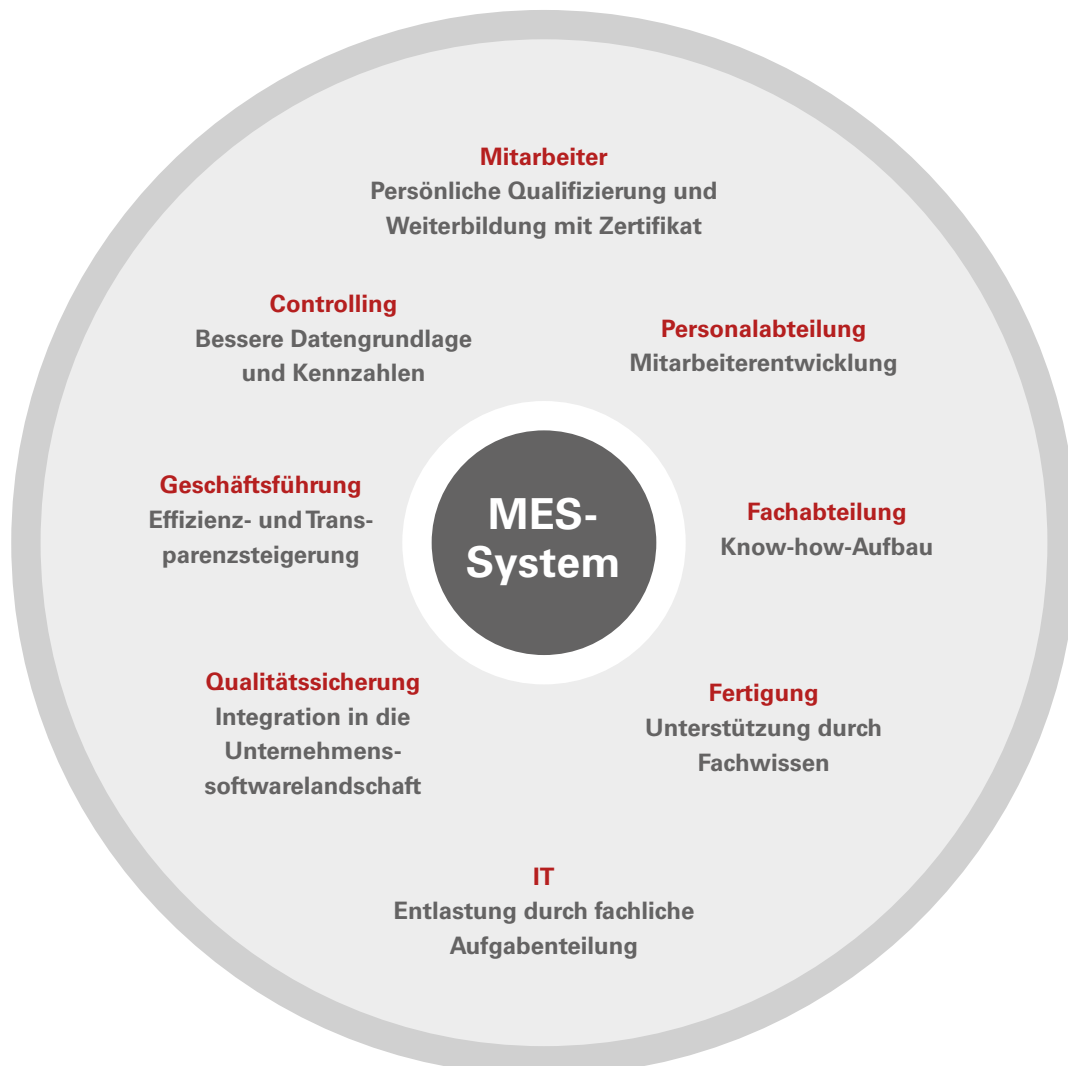 Mitarbeiter
Persönliche Qualifizierung und
Weiterbildung mit Zertifikat
Controlling
Bessere Datengrundlage
und Kennzahlen
Personalabteilung
Mitarbeiterentwicklung
Geschäftsführung
Effizienz- und Trans-
parenzsteigerung
MES-
System
Fachabteilung
Know-how-Aufbau
Qualitätssicherung
Integration in die
Unternehmens-
softwarelandschaft
Fertigung
Unterstützung durch
Fachwissen
IT
Entlastung durch fachliche
Aufgabenteilung